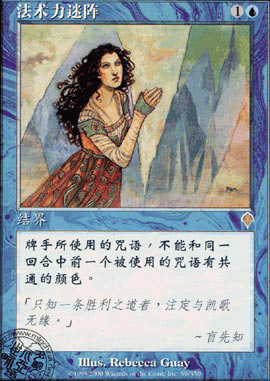 法术力迷阵 1
结界
牌手所使用的咒语，不能和同一
回合中前一个被使用的咒语有共
通的颜色。
「只知一条胜利之道者，注定与凯歌
无缘。」
～盲先知
Illus. Rebecca Guay